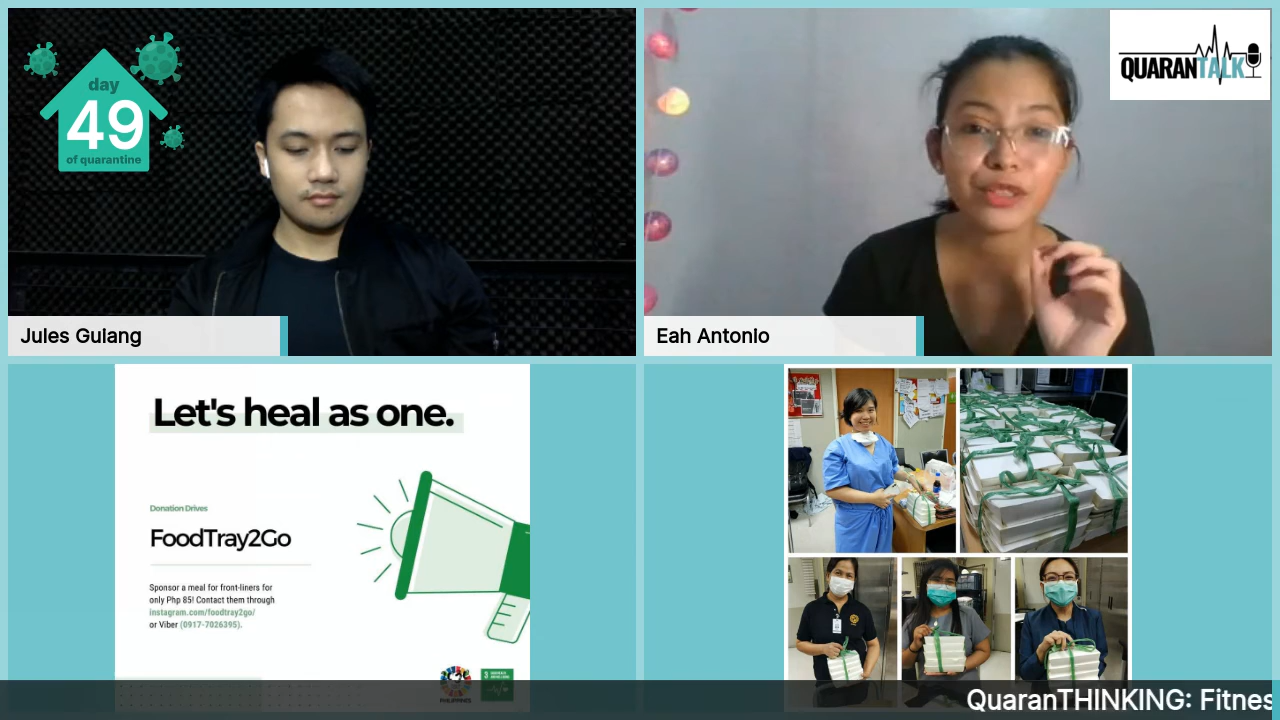 day
49
of quarantine
QUARANTALK
Jules Gulang
Eah Antonio
Let's heal as one.
Donation Drives
FoodTray2Go
Sponsor a meal for front-liners for
only Php 85! Contact them through
instagram.com/foodtray2go/
or Viber (0917-7026395).
PHILIPPINES
QuaranTHINKING: Fitnes